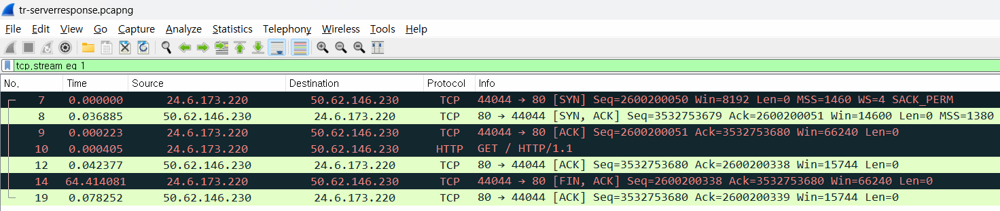 tr-serverresponse.pcapng
File Edit View Go Capture Analyze Statistics Telephony Wireless Tools Help
tcp.stream eq 1
No. Time Source Destination Protocol Info
7 0.000000 24.6.173.220 50.62.146.230 TCP 44044 → 80 [SYN] Seq=2600200050 Win=8192 Len=0 MSS=1460 WS=4 SACK_PERM
8 0.036885 50.62.146.230 24.6.173.220 TCP 80 → 44044 [SYN, ACK] Seq=3532753679 Ack=2600200051 Win=14600 Len=0 MSS=1380
9 0.000223 24.6.173.220 50.62.146.230 TCP 44044 → 80 [ACK] Seq=2600200051 Ack=3532753680 Win=66240 Len=0
10 0.000405 24.6.173.220 50.62.146.230 HTTP GET / HTTP/1.1
12 0.042377 50.62.146.230 24.6.173.220 TCP 80 → 44044 [ACK] Seq=3532753680 Ack=2600200338 Win=15744 Len=0
14 64.414081 24.6.173.220 50.62.146.230 TCP 44044 → 80 [FIN, ACK] Seq=2600200338 Ack=3532753680 Win=66240 Len=0
19 0.078252 50.62.146.230 24.6.173.220 TCP 80 → 44044 [ACK] Seq=3532753680 Ack=2600200339 Win=15744 Len=0